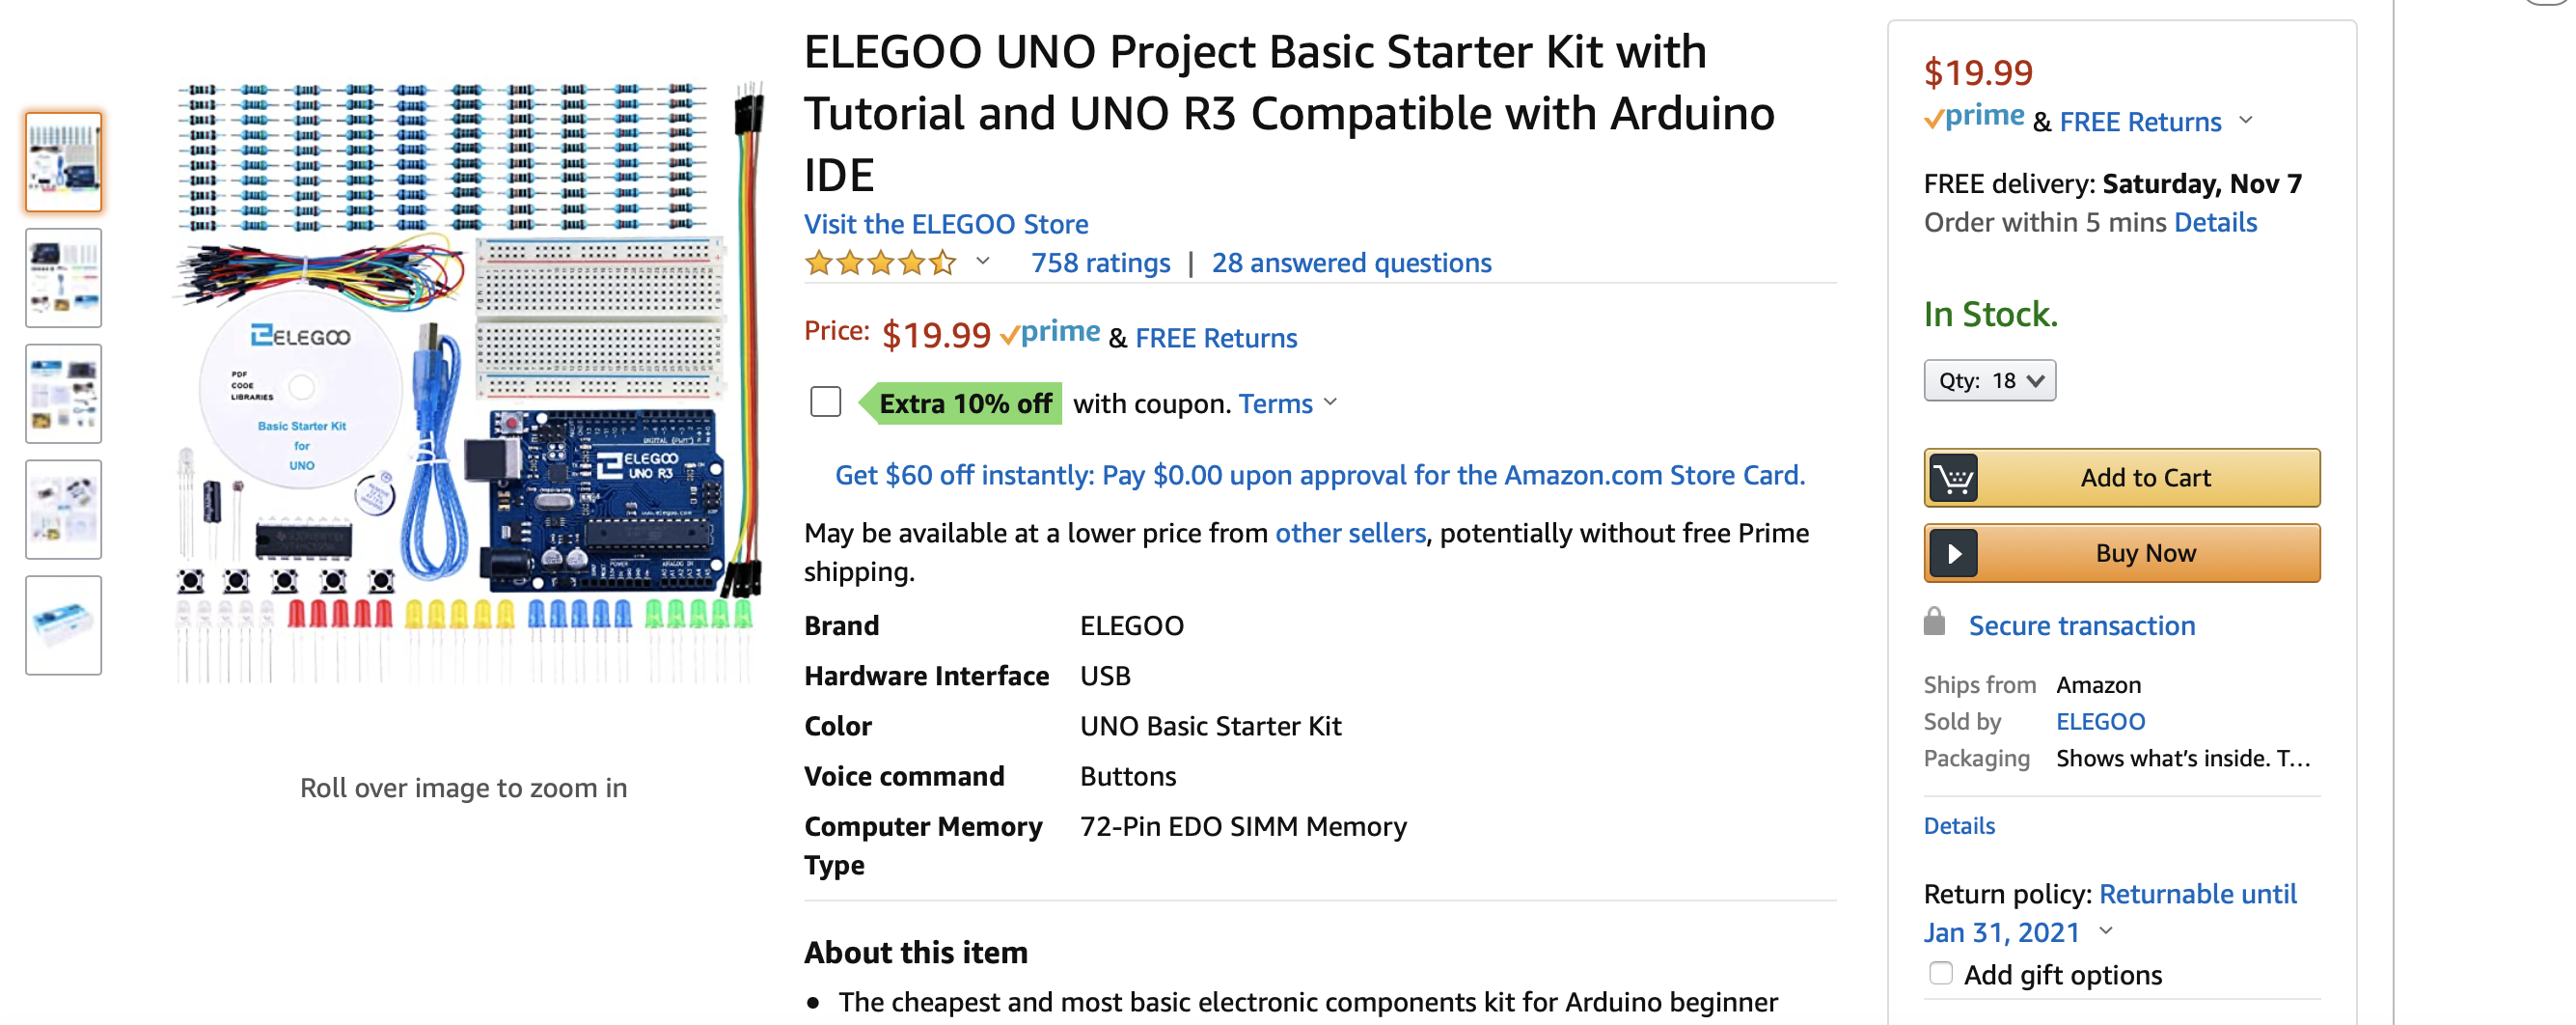 ELEGOO UNO Project Basic Starter Kit with
Tutorial and UNO R3 Compatible with Arduino
IDE
Visit the ELEGOO Store
758 ratings | 28 answered questions
Price: $19.99 prime & FREE Returns
Extra 10% off with coupon. Terms
Get $60 off instantly: Pay $0.00 upon approval for the Amazon.com Store Card.
May be available at a lower price from other sellers, potentially without free Prime
shipping.
Brand ELEGOO
Hardware Interface USB
Color UNO Basic Starter Kit
Voice command Buttons
Computer Memory 72-Pin EDO SIMM Memory
Type
About this item
• The cheapest and most basic electronic components kit for Arduino beginner
ELEGOO
PDF
CODE
LIBRARIES
Basic Starter Kit
for
UNO
ELEGOO
UNO R3
DIGITAL (PWM~)
www.elegoo.com
POWER
ANALOG IN
Roll over image to zoom in
$19.99
prime & FREE Returns
FREE delivery: Saturday, Nov 7
Order within 5 mins Details
In Stock.
Qty: 18
Add to Cart
Buy Now
Secure transaction
Ships from Amazon
Sold by ELEGOO
Packaging Shows what's inside. T...
Details
Return policy: Returnable until
Jan 31, 2021
Add gift options